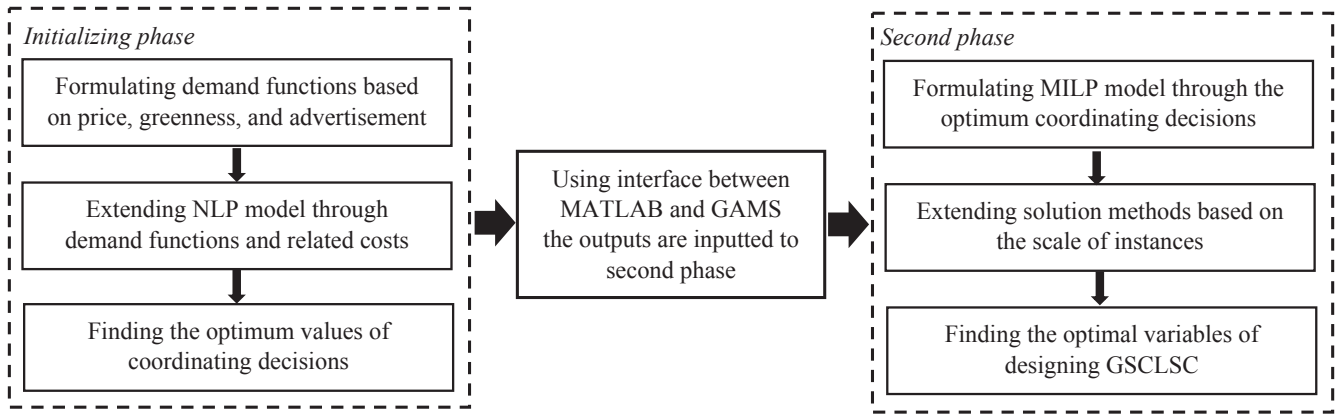 Initializing phase
Formulating demand functions based
on price, greenness, and advertisement
Extending NLP model through
demand functions and related costs
Finding the optimum values of
coordinating decisions
Using interface between
MATLAB and GAMS
the outputs are inputted to
second phase
Second phase
Formulating MILP model through the
optimum coordinating decisions
Extending solution methods based on
the scale of instances
Finding the optimal variables of
designing GSCLSC